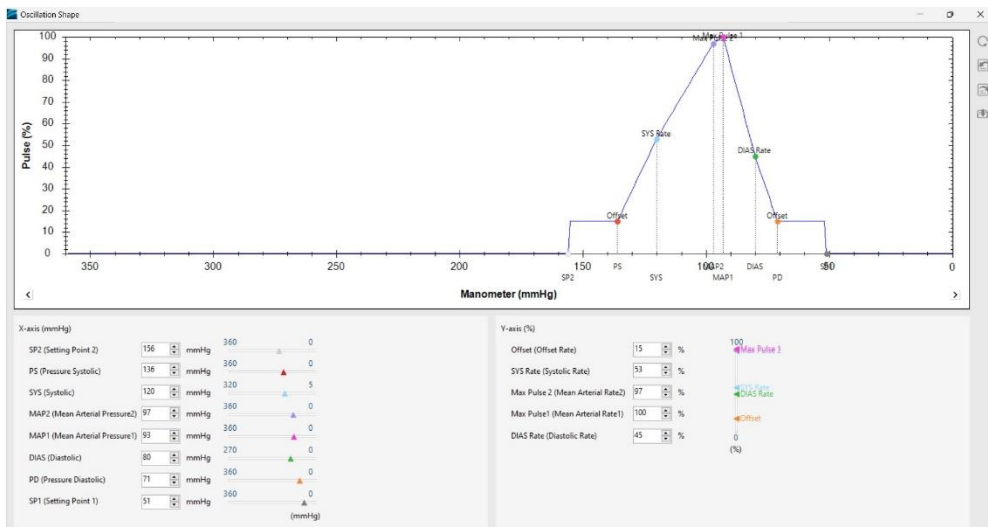 Oscillation Shape
100
90
80
70
60
50
40
30
20
10
0
Pulse (%)
Max Pulse 2
Max Pulse 1
SYS Rate
DIAS Rate
Offset
Offset
350 300 250 200 150 100 50 0
SP2 PS SYS MAP2 MAP1 DIAS PD
Manometer (mmHg)
X-axis (mmHg)
SP2 (Setting Point 2) 156 mmHg 360 0
PS (Pressure Systolic) 136 mmHg 360 0
SYS (Systolic) 120 mmHg 320 5
MAP2 (Mean Arterial Pressure2) 97 mmHg 360 0
MAP1 (Mean Arterial Pressure1) 93 mmHg 360 0
DIAS (Diastolic) 80 mmHg 270 0
PD (Pressure Diastolic) 71 mmHg 360 0
SP1 (Setting Point 1) 51 mmHg 360 0
(mmHg)
Y-axis (%)
Offset (Offset Rate) 15 %
SYS Rate (Systolic Rate) 53 %
Max Pulse 2 (Mean Arterial Rate2) 97 %
Max Pulse1 (Mean Arterial Rate1) 100 %
DIAS Rate (Diastolic Rate) 45 %
100
Max Pulse
SYS Rate
DIAS Rate
Offset
0
(%)